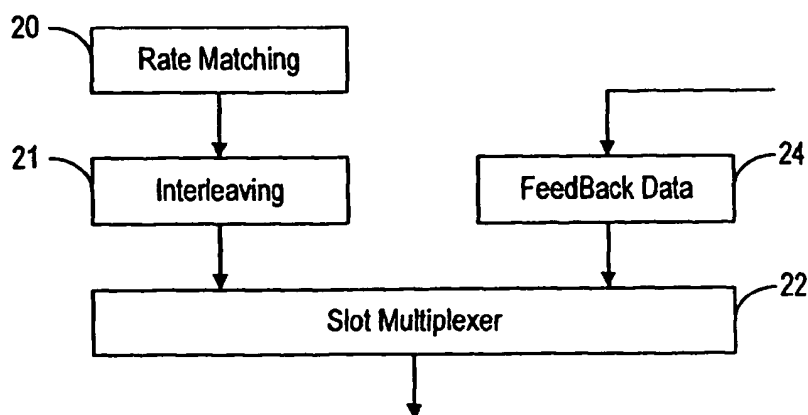 20
Rate Matching
21
Interleaving
FeedBack Data
24
Slot Multiplexer
22